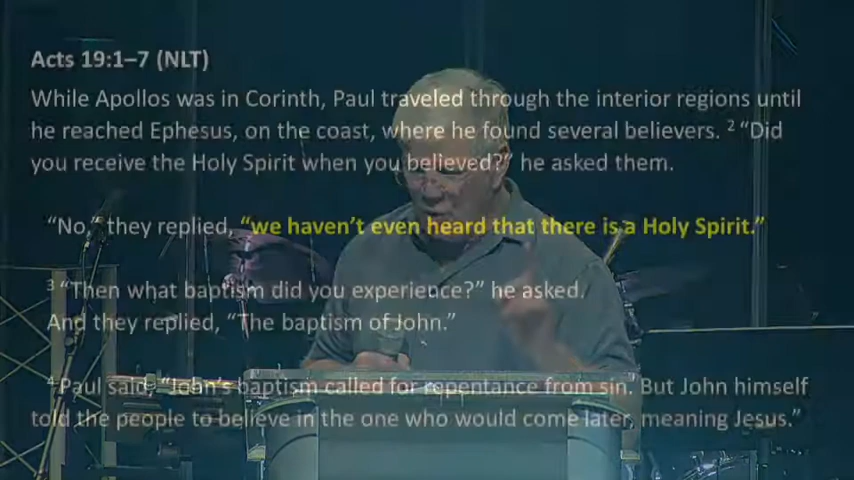 Acts 19:1–7 (NLT)
While Apollos was in Corinth, Paul traveled through the interior regions until
he reached Ephesus, on the coast, where he found several believers. 2 “Did
you receive the Holy Spirit when you believed?” he asked them.
“No,” they replied, “we haven’t even heard that there is a Holy Spirit.”
3 “Then what baptism did you experience?” he asked.
And they replied, “The baptism of John.”
4 Paul said, “John’s baptism called for repentance from sin. But John himself
told the people to believe in the one who would come later, meaning Jesus.”